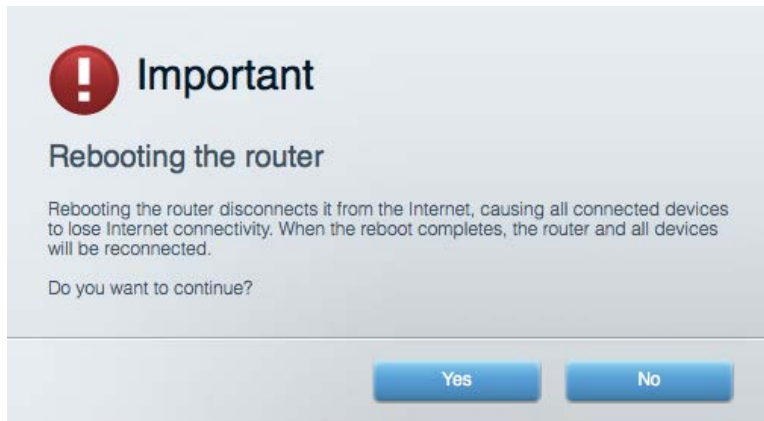 Important
Rebooting the router
Rebooting the router disconnects it from the Internet, causing all connected devices
to lose Internet connectivity. When the reboot completes, the router and all devices
will be reconnected.
Do you want to continue?
Yes No